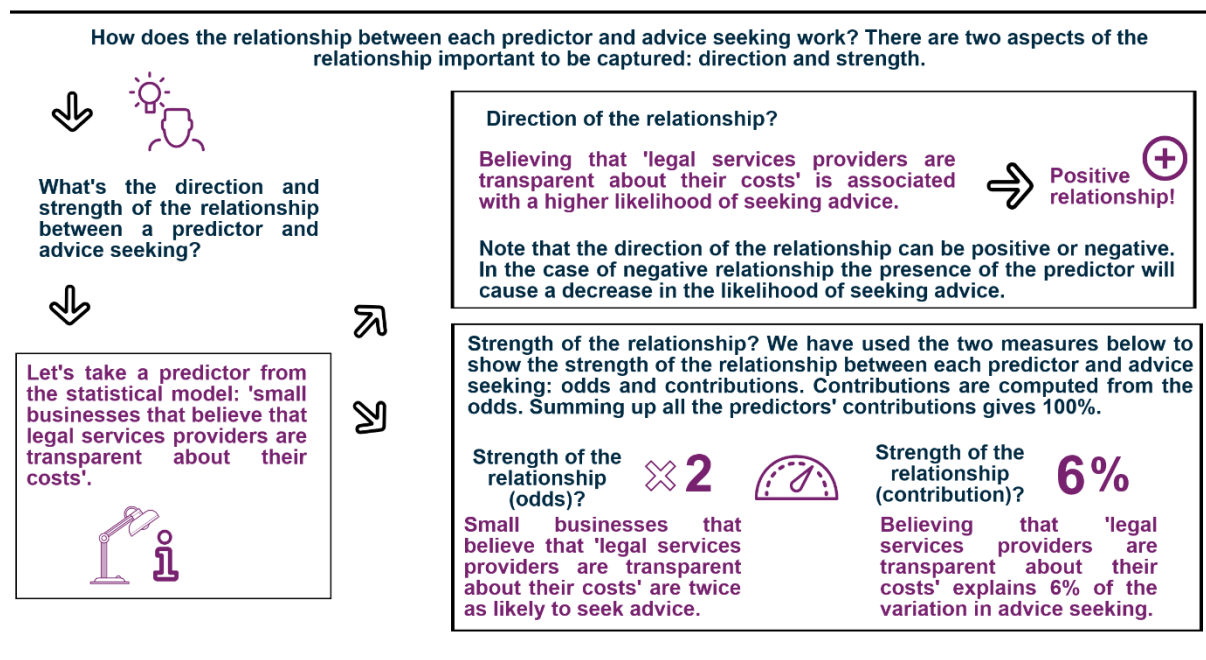 How does the relationship between each predictor and advice seeking work? There are two aspects of the
relationship important to be captured: direction and strength.
What's the direction and
strength of the relationship
between a predictor and
advice seeking?
Let's take a predictor from
the statistical model: 'small
businesses that believe that
legal services providers are
transparent about their
costs'.
Direction of the relationship?
Believing that 'legal services providers are
transparent about their costs' is associated
with a higher likelihood of seeking advice.
Positive
relationship!
Note that the direction of the relationship can be positive or negative.
In the case of negative relationship the presence of the predictor will
cause a decrease in the likelihood of seeking advice.
Strength of the relationship? We have used the two measures below to
show the strength of the relationship between each predictor and advice
seeking: odds and contributions. Contributions are computed from the
odds. Summing up all the predictors' contributions gives 100%.
Strength of the
relationship
(odds)?
×2
Small businesses that
believe that 'legal services
providers are transparent
about their costs' are twice
as likely to seek advice.
Strength of the
relationship
(contribution)?
6%
Believing that 'legal
services providers are
transparent about their
costs' explains 6% of the
variation in advice seeking.